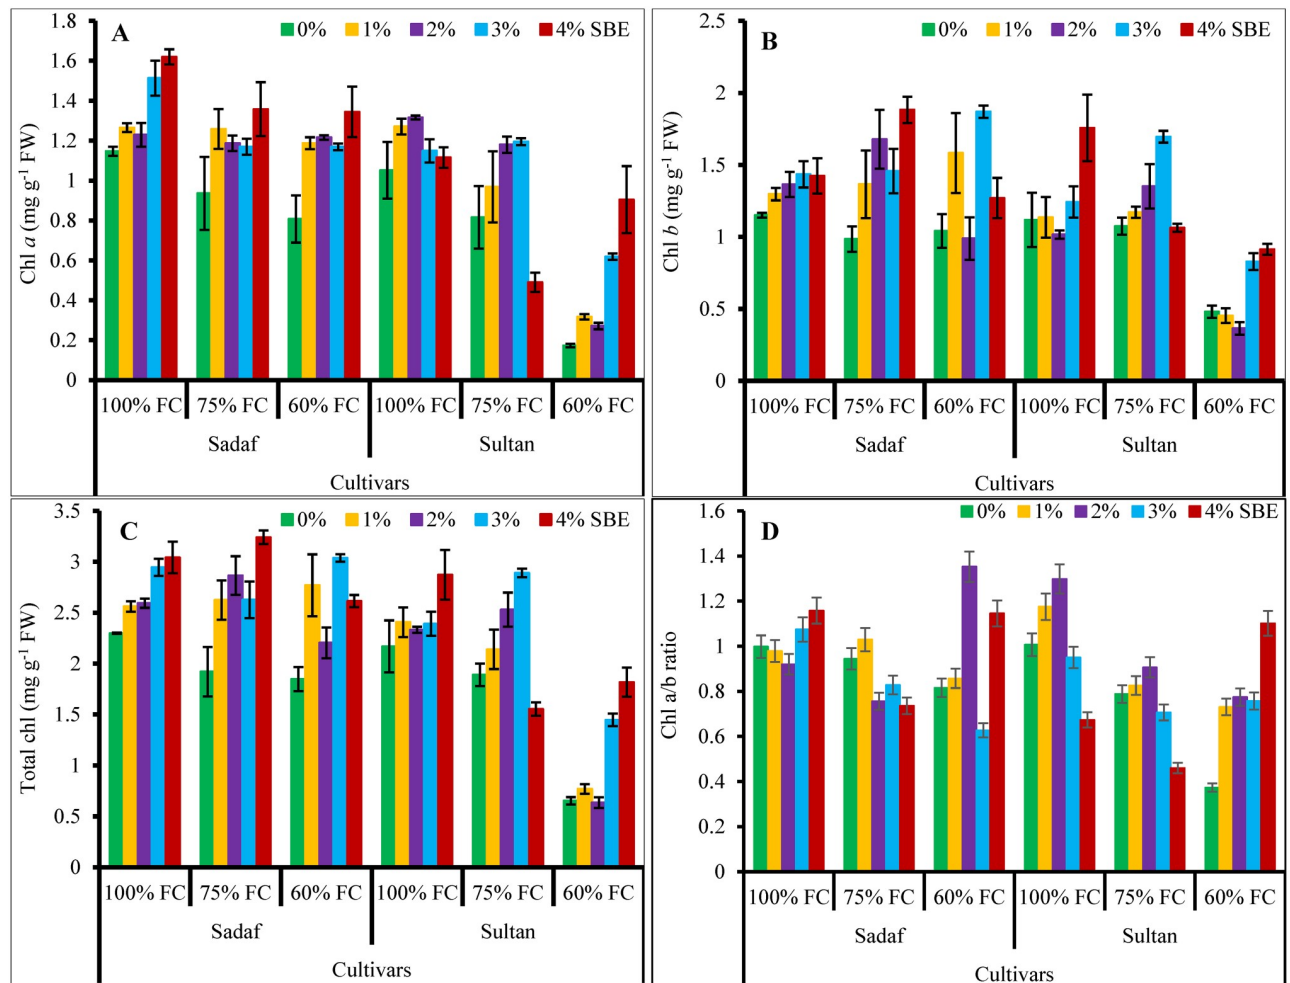 A
0% 1% 2% 3% 4% SBE
Chl a (mg g-1 FW)
1.8
1.6
1.4
1.2
1
0.8
0.6
0.4
0.2
0
100% FC 75% FC 60% FC 100% FC 75% FC 60% FC
Sadaf Sultan
Cultivars
B
0% 1% 2% 3% 4% SBE
Chl b (mg g-1 FW)
2.5
2
1.5
1
0.5
0
100% FC 75% FC 60% FC 100% FC 75% FC 60% FC
Sadaf Sultan
Cultivars
C
0% 1% 2% 3% 4% SBE
Total chl (mg g-1 FW)
3.5
3
2.5
2
1.5
1
0.5
0
100% FC 75% FC 60% FC 100% FC 75% FC 60% FC
Sadaf Sultan
Cultivars
D
0% 1% 2% 3% 4% SBE
Chl a/b ratio
1.6
1.4
1.2
1
0.8
0.6
0.4
0.2
0
100% FC 75% FC 60% FC 100% FC 75% FC 60% FC
Sadaf Sultan
Cultivars